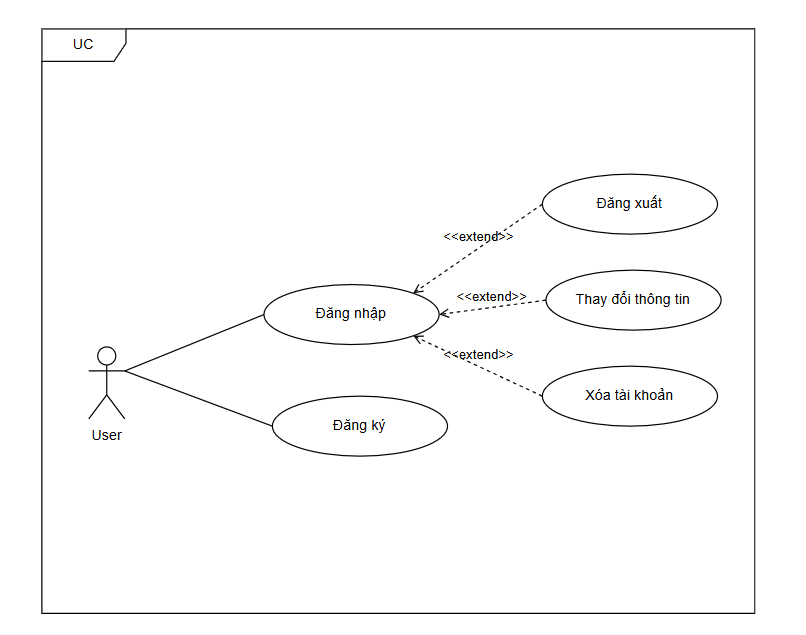 UC
Đăng xuất
<<extend>>
Thay đổi thông tin
<<extend>>
Đăng nhập
<<extend>>
Xóa tài khoản
Đăng ký
User